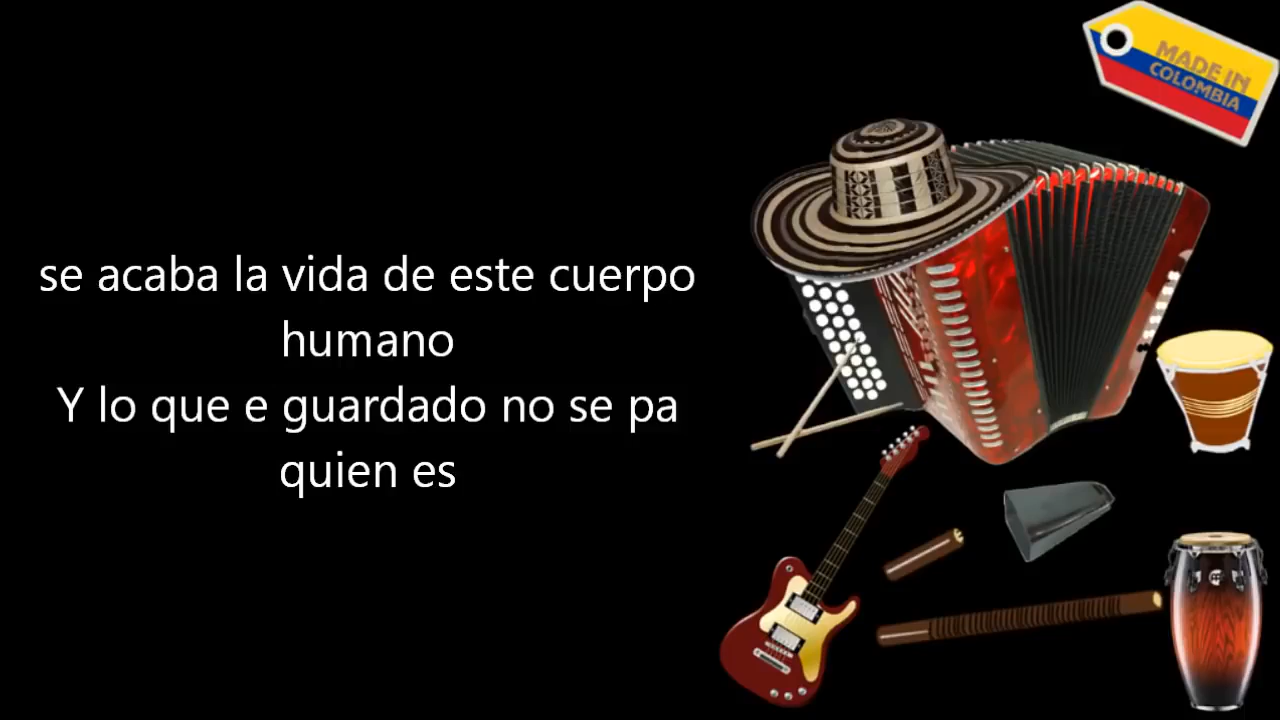 MADE IN
COLOMBIA
se acaba la vida de este cuerpo
humano
Y lo que e guardado no se pa
quien es